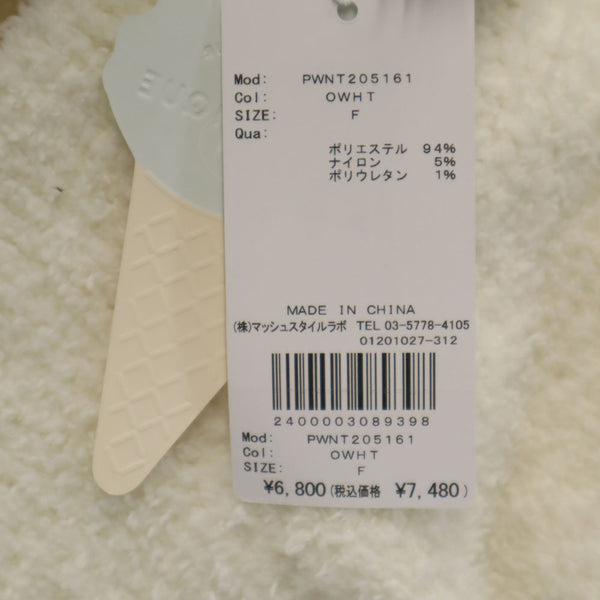 Mod: PWNT205161
Col: OWHT
SIZE: F
Qua:
ポリエステル 94%
ナイロン 5%
ポリウレタン 1%
MADE IN CHINA
(株)マッシュスタイルラボ TEL 03-5778-4105
01201027-312
2400003089398
Mod: PWNT205161
Col: OWHT
SIZE: F
¥6,800(税込価格 ¥7,480)